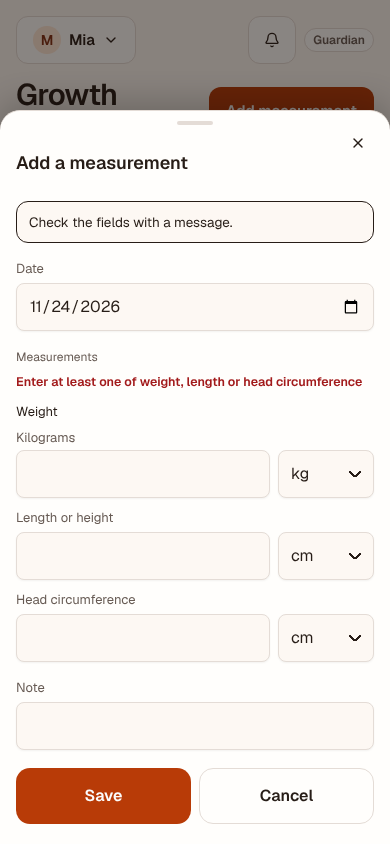 M Mia
Guardian
Growth
Add measurement
Add a measurement
Check the fields with a message.
Date
11/24/2026
Measurements
Enter at least one of weight, length or head circumference
Weight
Kilograms
kg
Length or height
cm
Head circumference
cm
Note
Save
Cancel